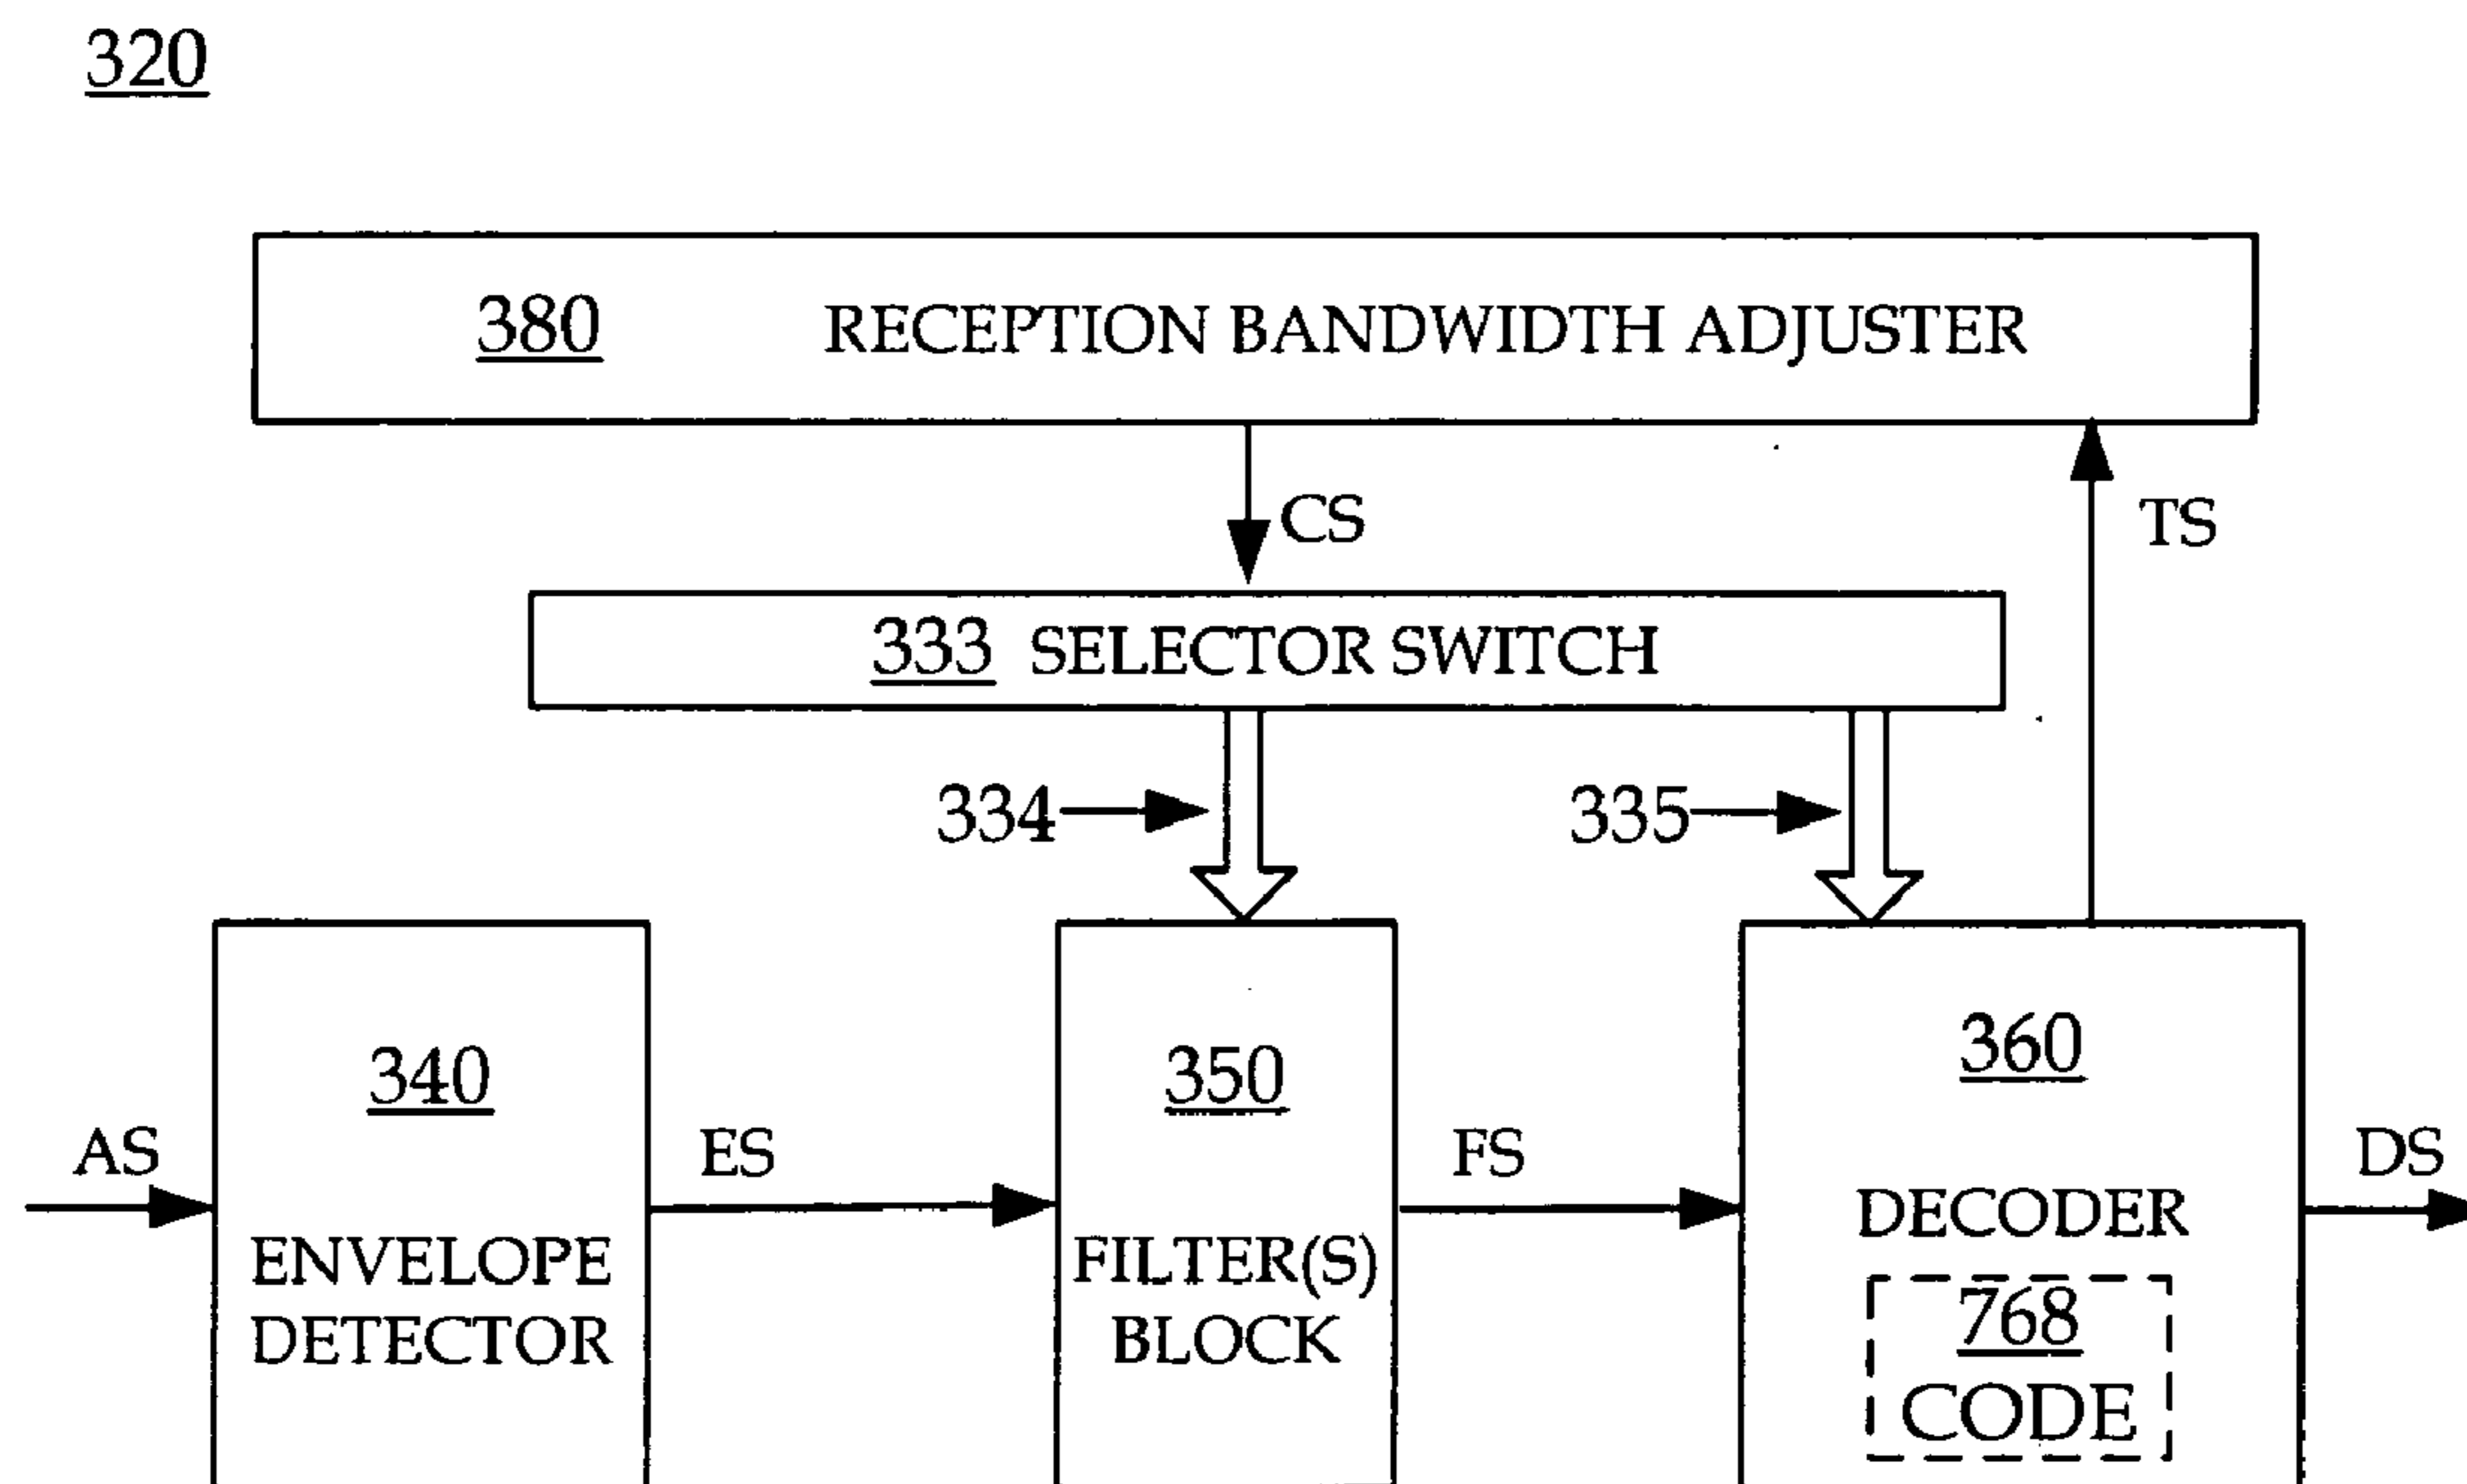 320
380 RECEPTION BANDWIDTH ADJUSTER
CS
TS
333 SELECTOR SWITCH
334
335
340
350
360
AS
ES
FS
DS
ENVELOPE
DETECTOR
FILTER(S)
BLOCK
DECODER
768
CODE